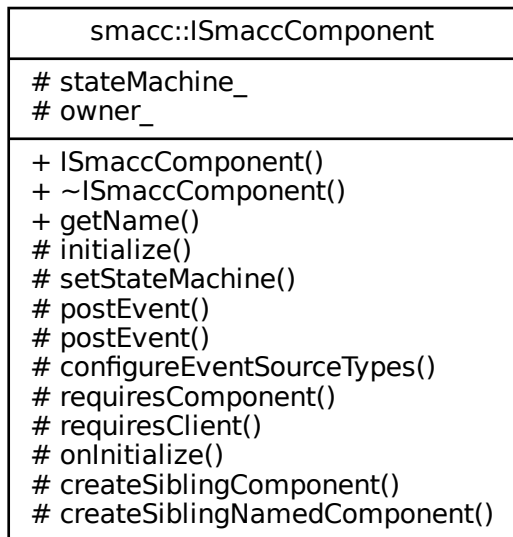 smacc::ISmaccComponent
# stateMachine_
# owner_
+ ISmaccComponent()
+ ~ISmaccComponent()
+ getName()
# initialize()
# setStateMachine()
# postEvent()
# postEvent()
# configureEventSourceTypes()
# requiresComponent()
# requiresClient()
# onInitialize()
# createSiblingComponent()
# createSiblingNamedComponent()